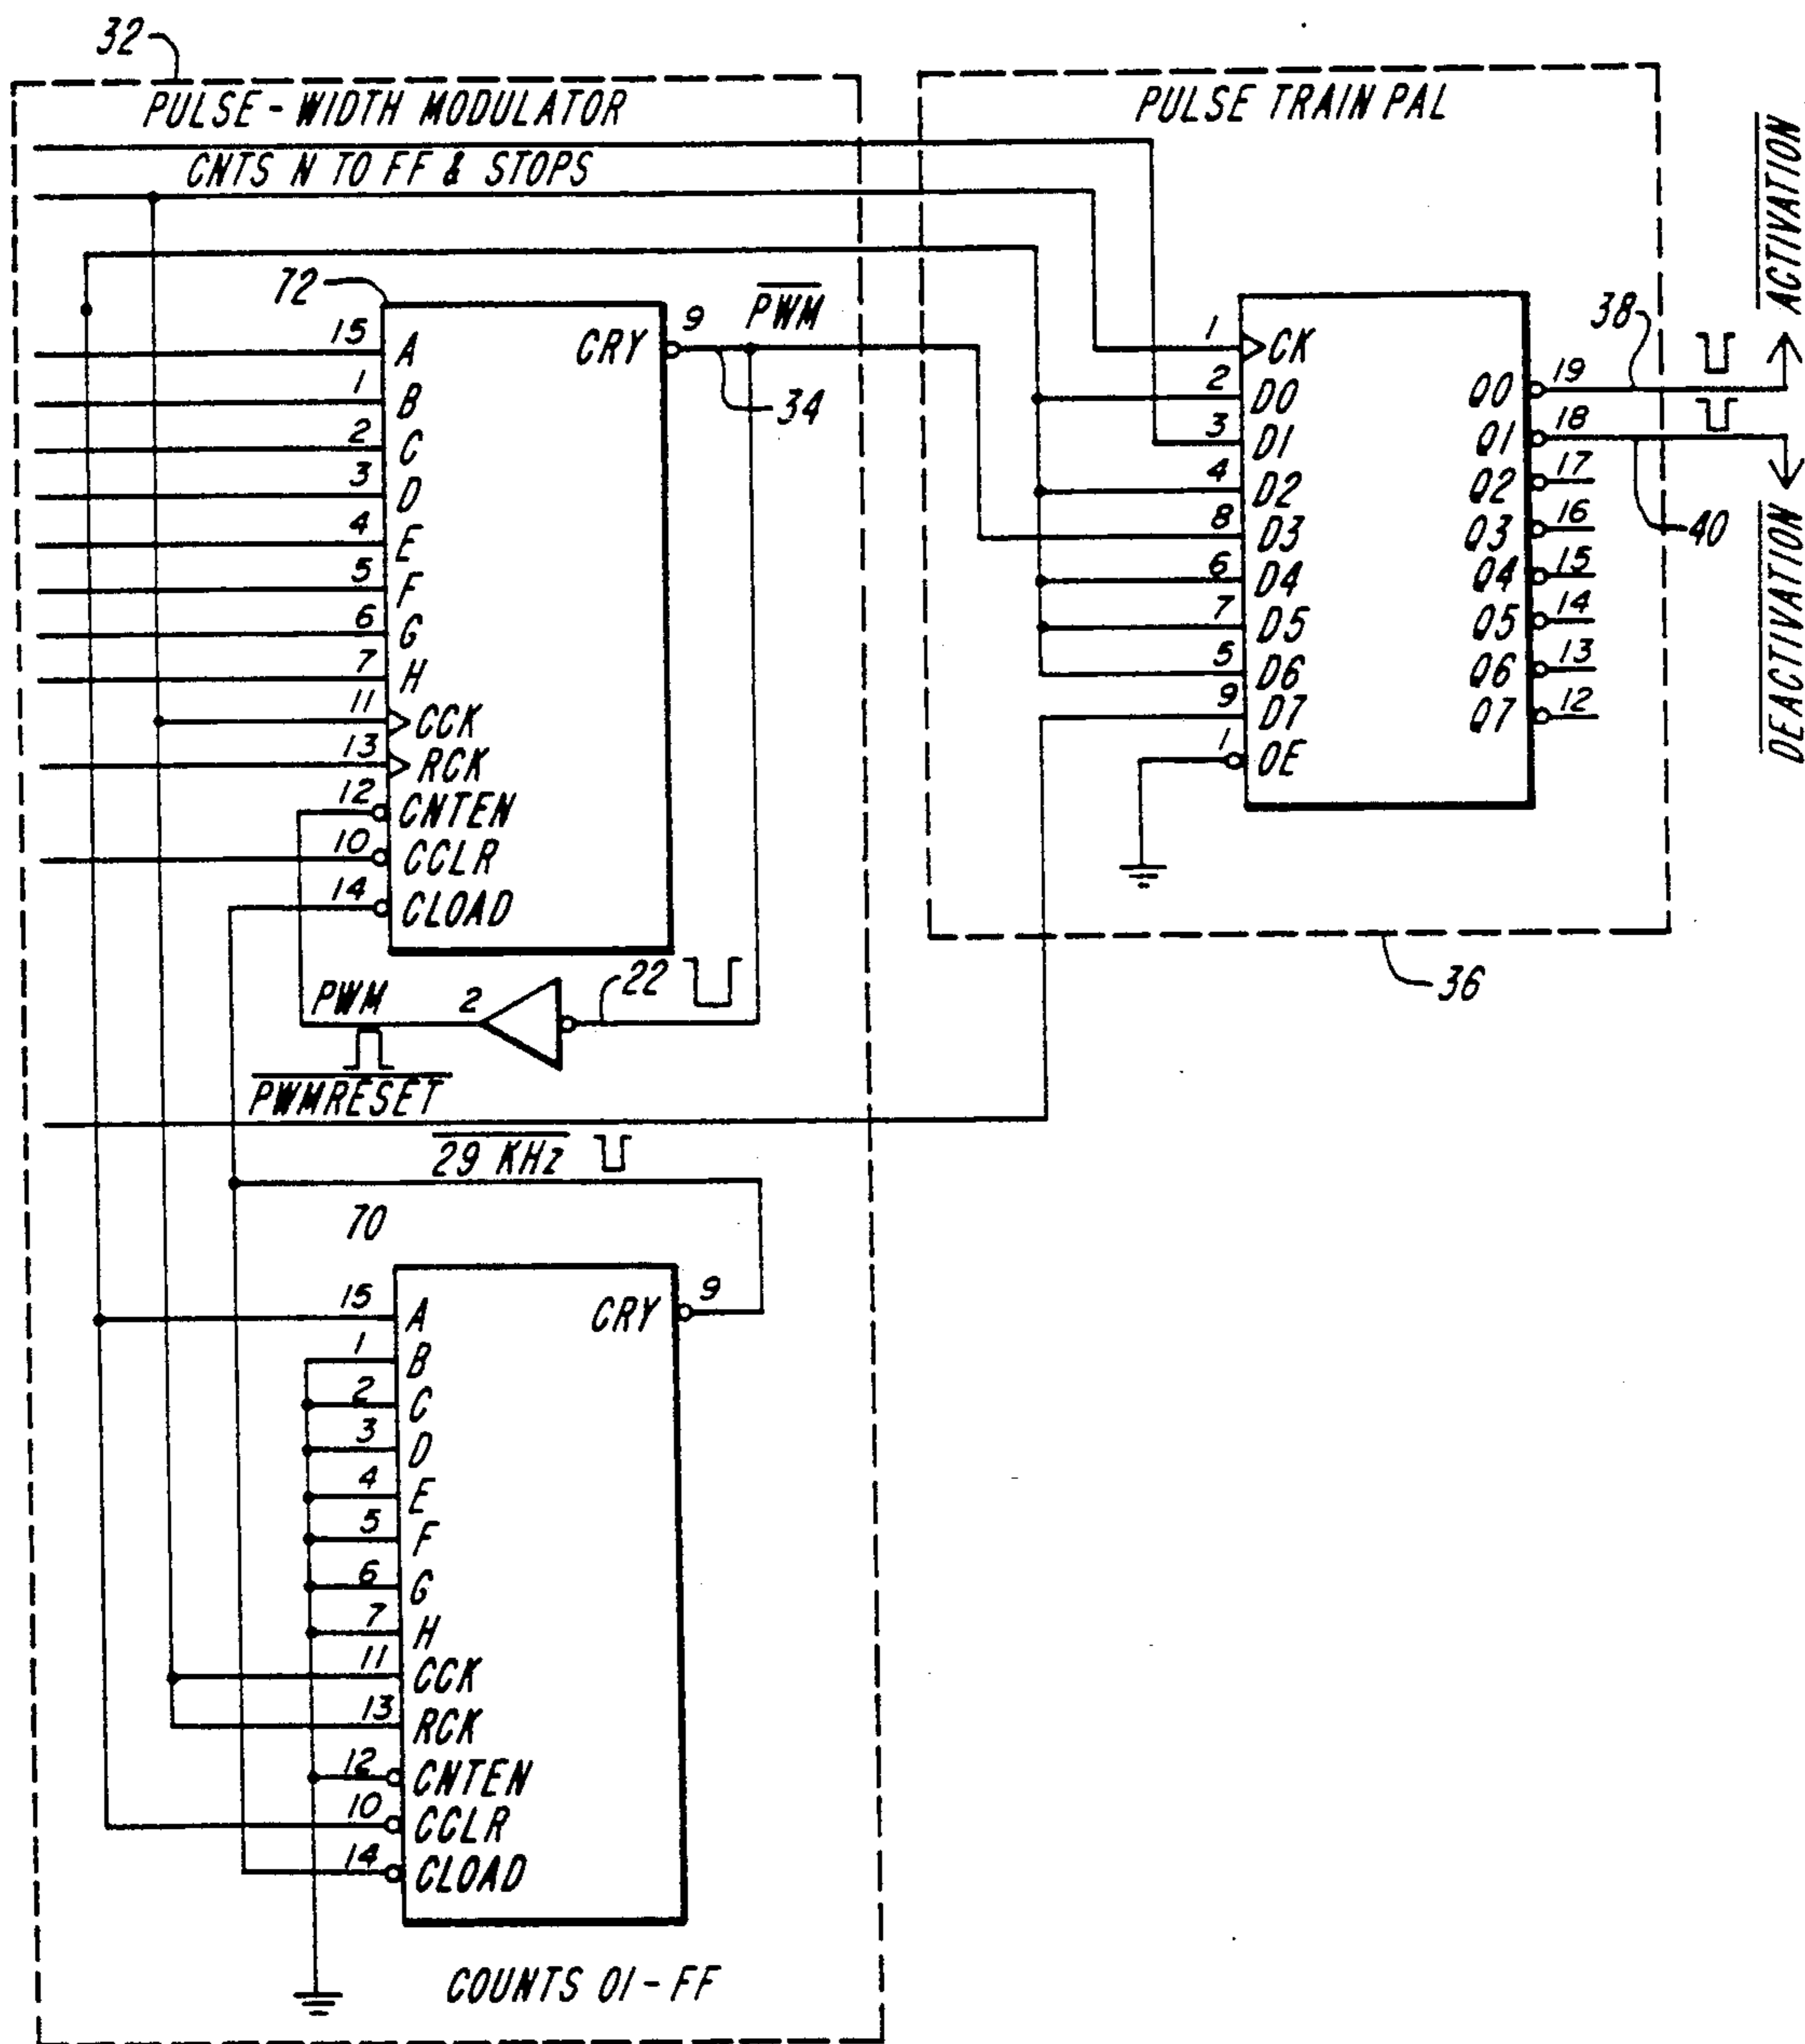 32
PULSE - WIDTH MODULATOR
CNTS N TO FF & STOPS
72
15 A
1 B
2 C
3 D
4 E
5 F
6 G
7 H
11 CCK
13 RCK
12 CNTEN
10 CCLR
14 CLOAD
CRY 9
PWM
34
PWM 2
22
PWMRESET
29 KHz
70
15 A
1 B
2 C
3 D
4 E
5 F
6 G
7 H
11 CCK
13 RCK
12 CNTEN
10 CCLR
14 CLOAD
CRY 9
COUNTS 01-FF
PULSE TRAIN PAL
1 CK
2 D0
3 D1
4 D2
8 D3
6 D4
7 D5
5 D6
9 D7
1 OE
Q0 19
Q1 18
Q2 17
Q3 16
Q4 15
Q5 14
Q6 13
Q7 12
38
40
36
ACTIVATION
DEACTIVATION